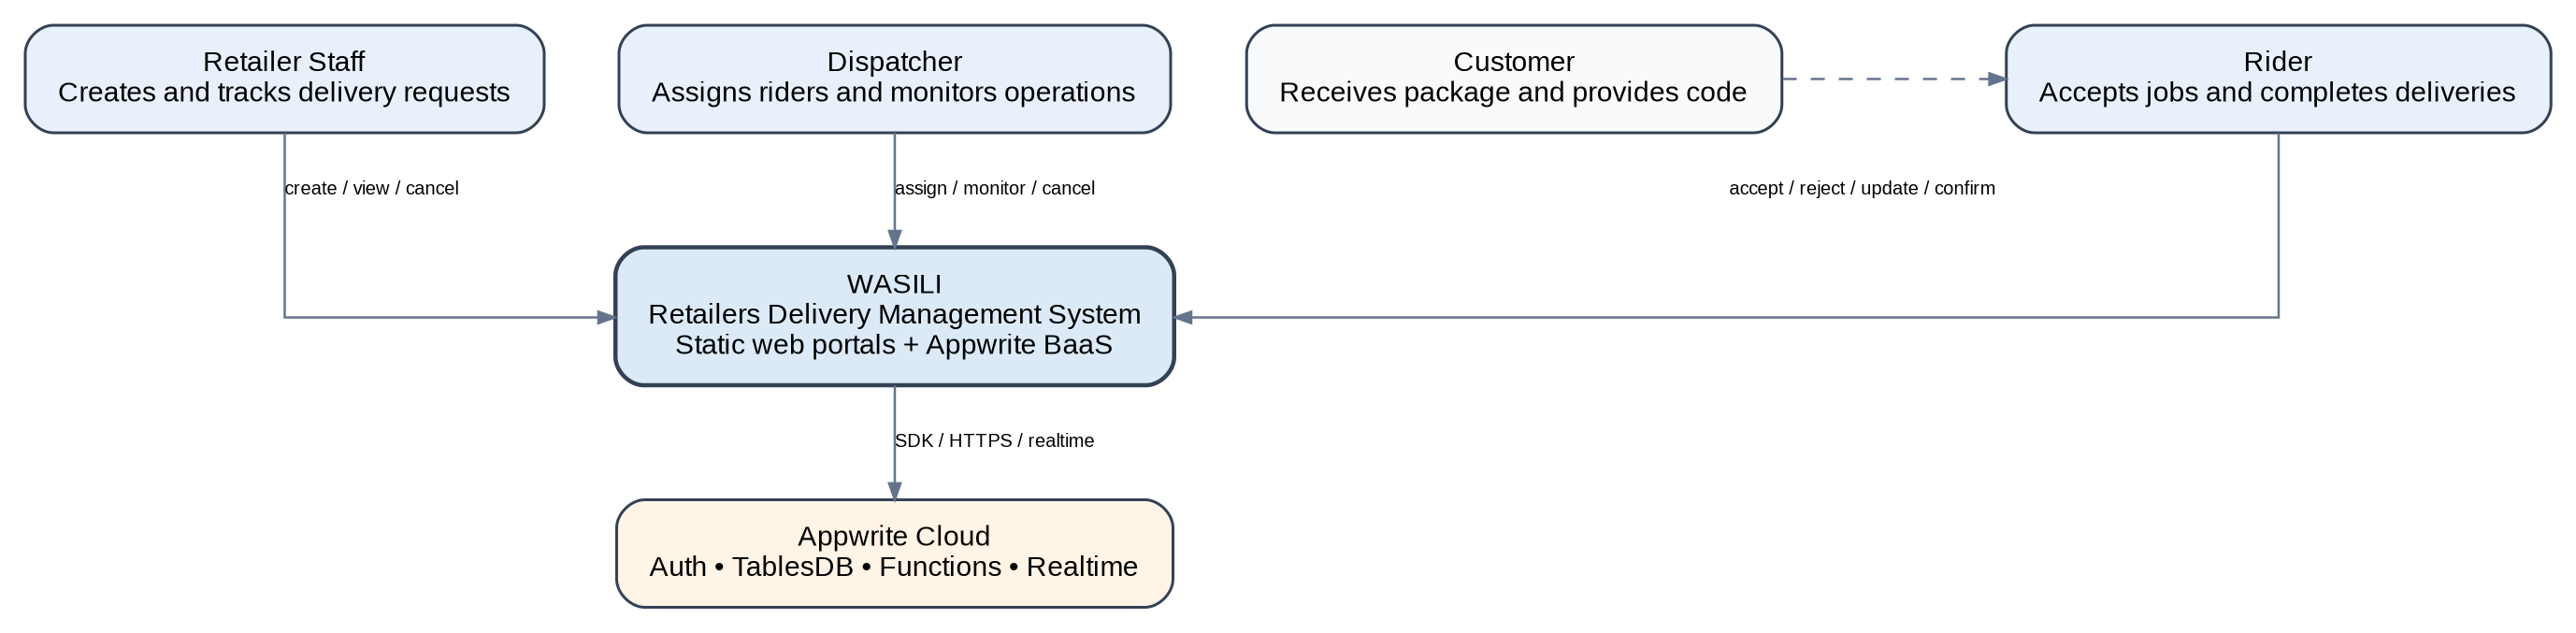 Retailer Staff
Creates and tracks delivery requests
Dispatcher
Assigns riders and monitors operations
Customer
Receives package and provides code
Rider
Accepts jobs and completes deliveries
create / view / cancel
assign / monitor / cancel
accept / reject / update / confirm
WASILI
Retailers Delivery Management System
Static web portals + Appwrite BaaS
SDK / HTTPS / realtime
Appwrite Cloud
Auth • TablesDB • Functions • Realtime